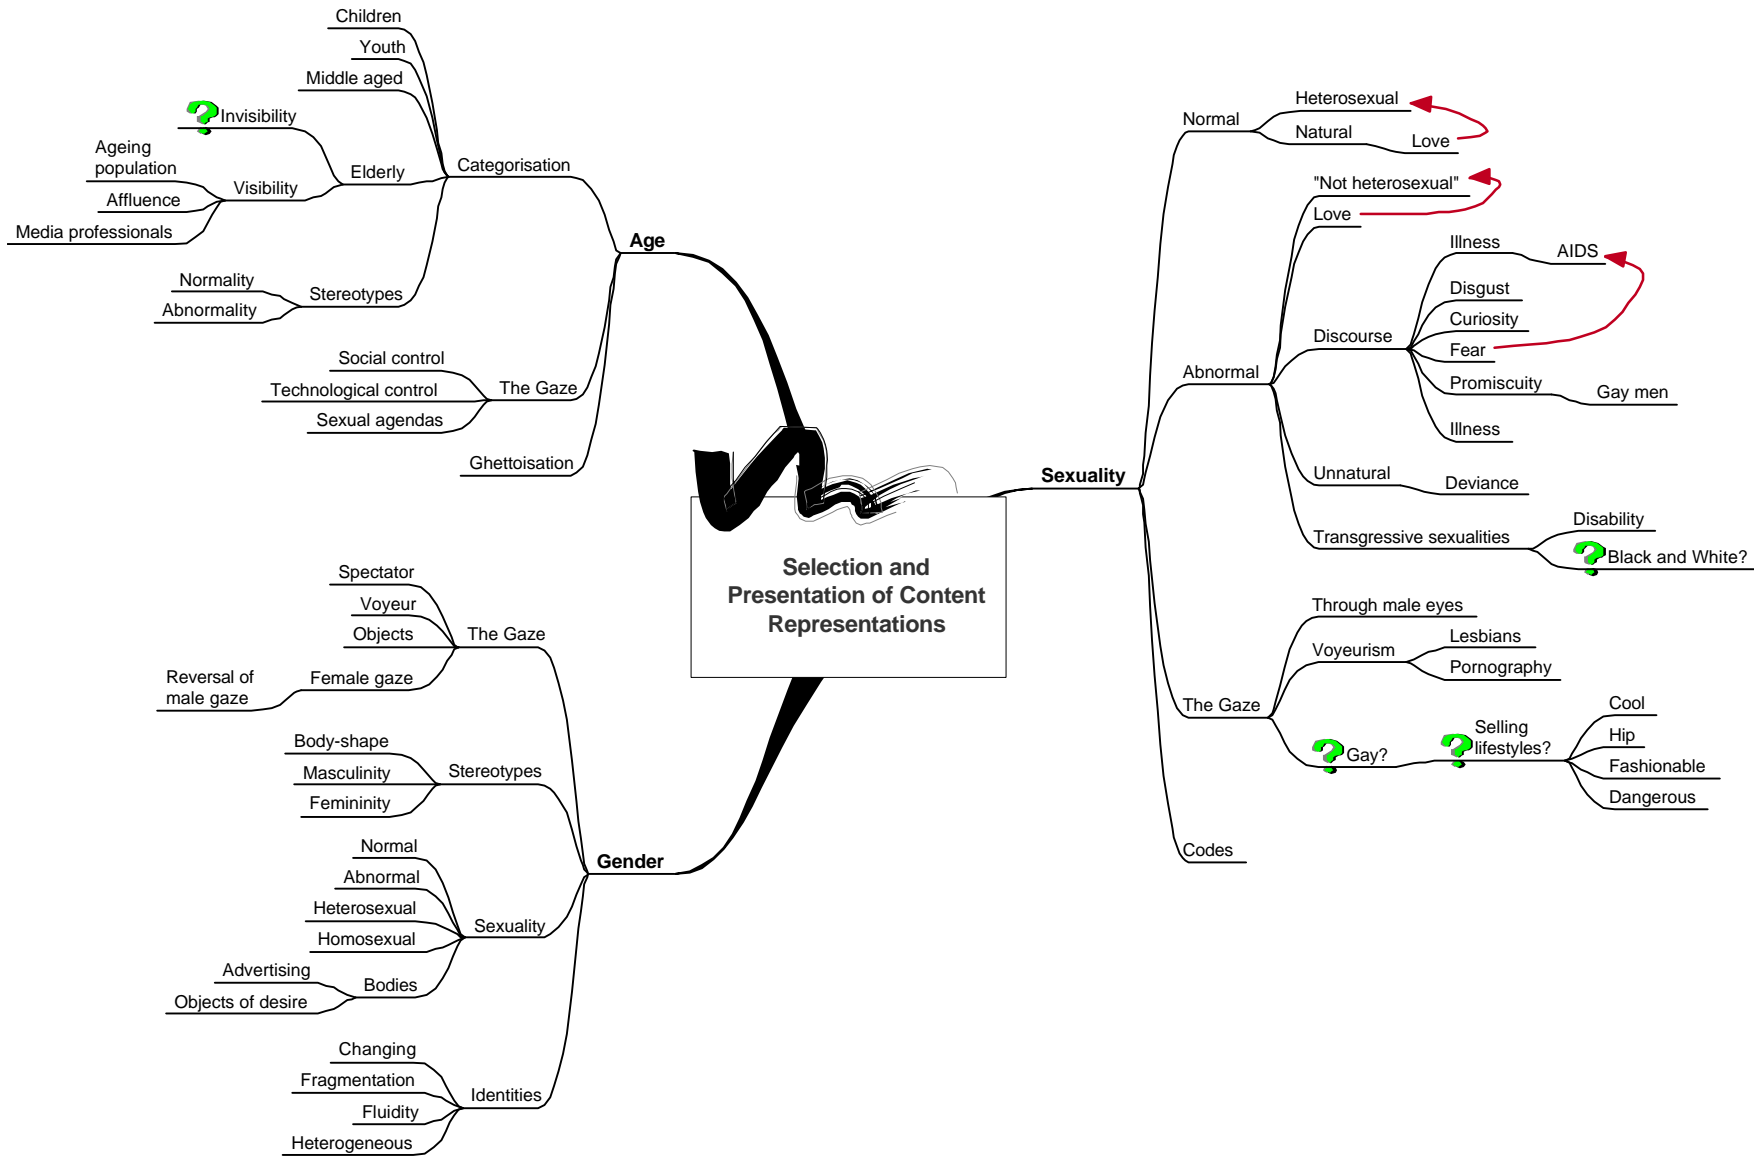 Children
Youth
Middle aged
Invisibility
Ageing
population
Affluence
Media professionals
Visibility
Elderly
Categorisation
Normality
Abnormality
Stereotypes
Age
Social control
Technological control
Sexual agendas
The Gaze
Ghettoisation
Selection and
Presentation of Content
Representations
Spectator
Voyeur
Objects
Female gaze
Reversal of
male gaze
The Gaze
Body-shape
Masculinity
Femininity
Stereotypes
Gender
Normal
Abnormal
Heterosexual
Homosexual
Sexuality
Advertising
Objects of desire
Bodies
Changing
Fragmentation
Fluidity
Heterogeneous
Identities
Sexuality
Normal
Heterosexual
Natural
Love
Abnormal
"Not heterosexual"
Love
Discourse
Illness
AIDS
Disgust
Curiosity
Fear
Promiscuity
Gay men
Illness
Unnatural
Deviance
Transgressive sexualities
Disability
Black and White?
The Gaze
Through male eyes
Voyeurism
Lesbians
Pornography
Gay?
Selling
lifestyles?
Cool
Hip
Fashionable
Dangerous
Codes